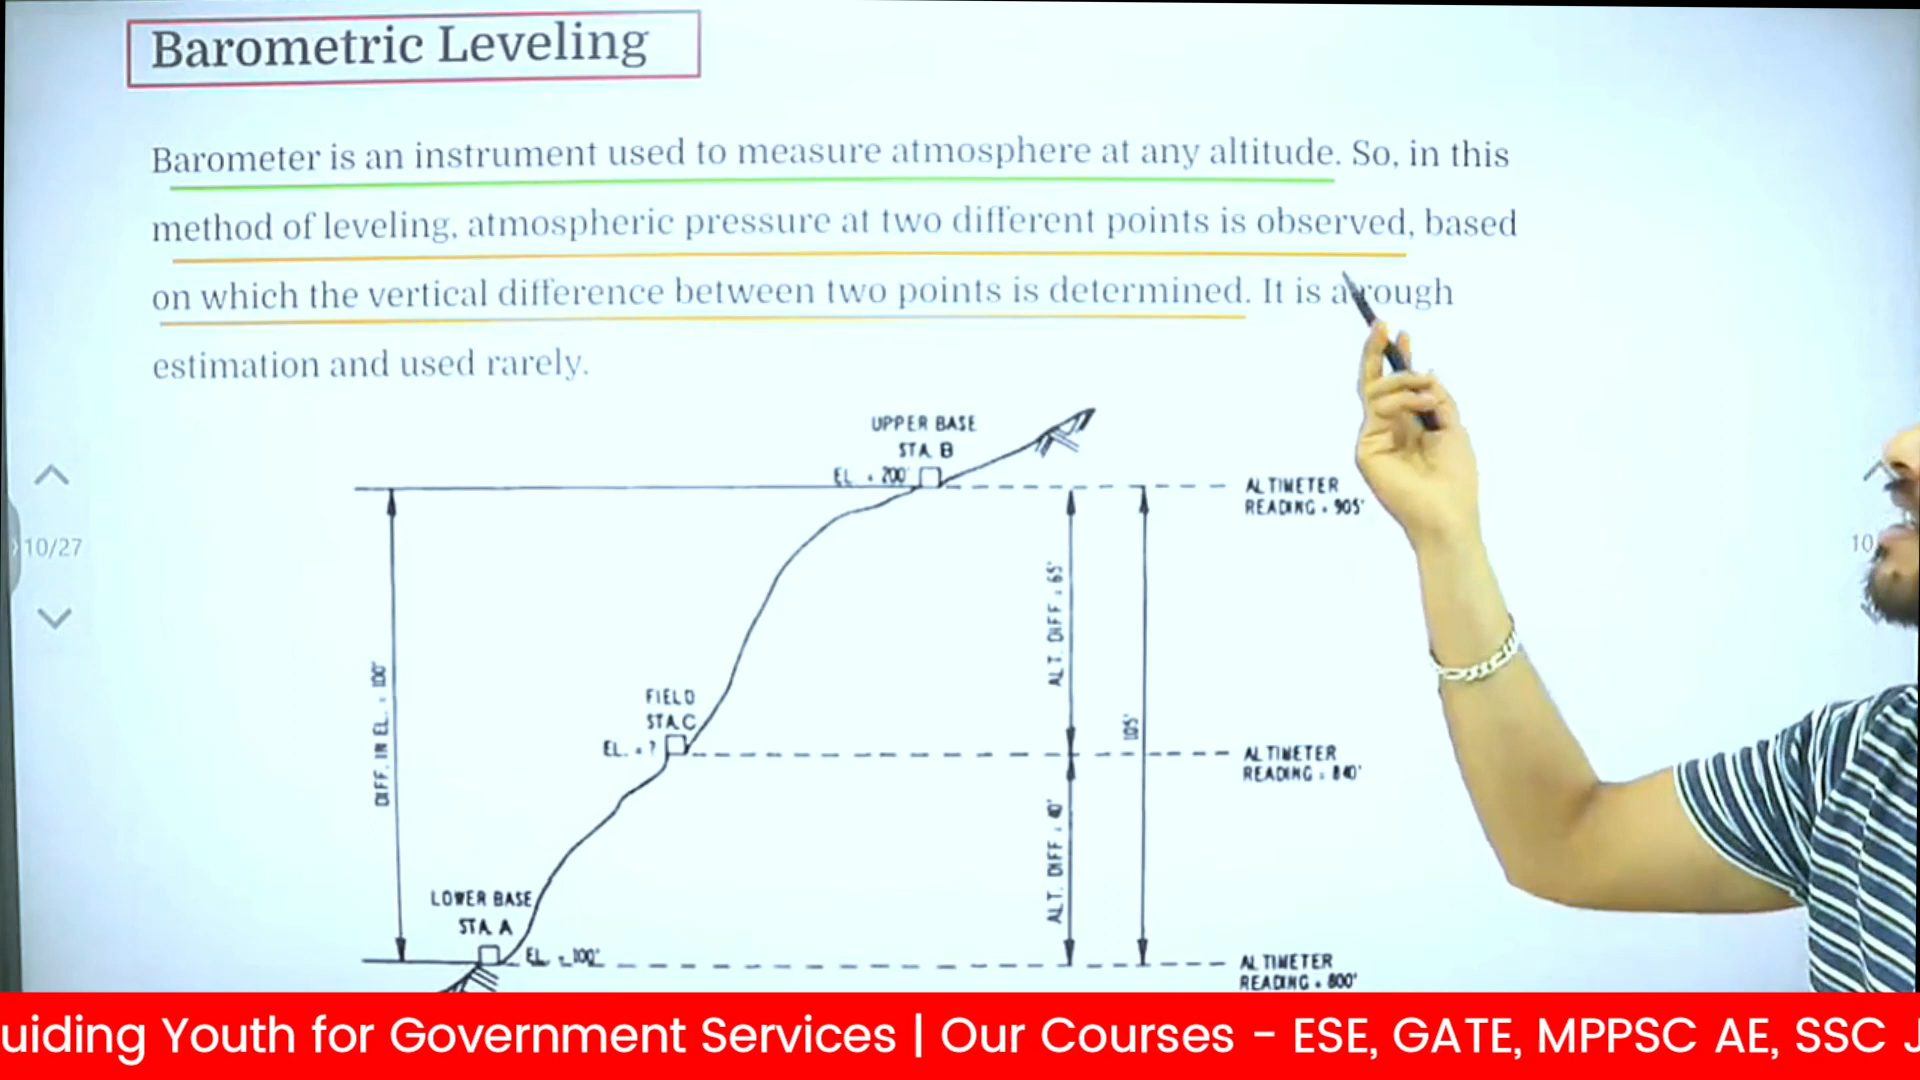 Barometric Leveling
Barometer is an instrument used to measure atmosphere at any altitude. So, in this
method of leveling, atmospheric pressure at two different points is observed, based
on which the vertical difference between two points is determined. It is a rough
estimation and used rarely.
UPPER BASE
STA. B
EL. = 200'
ALTIMETER
READING = 905'
10/27
10
ALT. DIFF. = 65'
DIFF. IN EL. = 100'
FIELD
STA.C
EL. = ?
105'
ALTIMETER
READING = 840'
ALT. DIFF. = 40'
LOWER BASE
STA. A
EL. = 100'
ALTIMETER
READING = 800'
uiding Youth for Government Services | Our Courses - ESE, GATE, MPPSC AE, SSC J